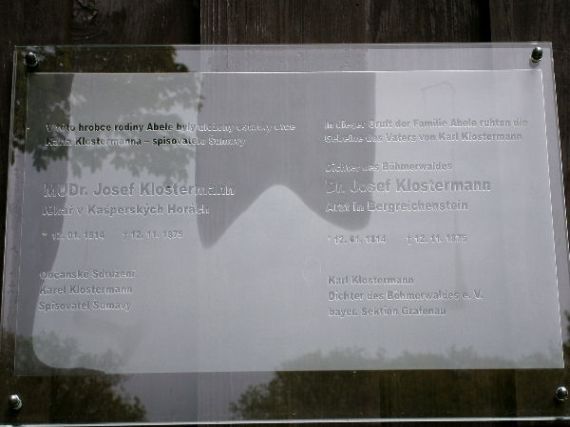 V této hrobce rodiny Abele byly uloženy ostatky otce
Karla Klostermanna – spisovatele Šumavy
MUDr. Josef Klostermann
lékař v Kašperských Horách
* 12. 01. 1814 † 12. 11. 1875
Občanské Sdružení
Karel Klostermann
Spisovatel Šumavy
In dieser Gruft der Familie Abele ruhten die
Gebeine des Vaters von Karl Klostermann
Dichter des Böhmerwaldes
Dr. Josef Klostermann
Arzt in Bergreichenstein
* 12. 01. 1814 † 12. 11. 1875
Karl Klostermann
Dichter des Böhmerwaldes e. V.
bayer. Sektion Grafenau